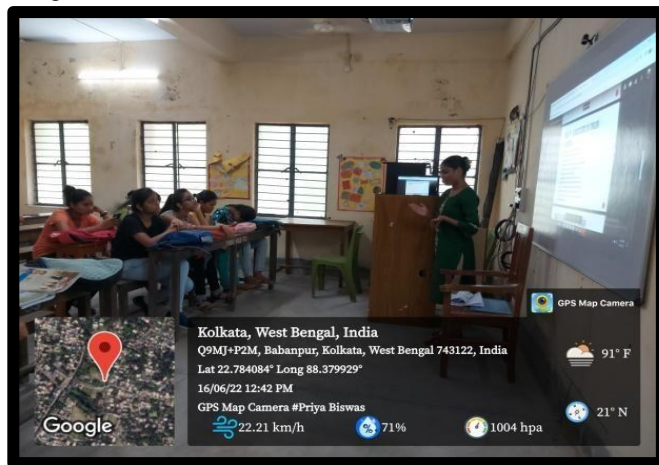 GPS Map Camera
Kolkata, West Bengal, India
Q9MJ+P2M, Babanpur, Kolkata, West Bengal 743122, India
Lat 22.784084° Long 88.379929°
16/06/22 12:42 PM
GPS Map Camera #Priya Biswas
91° F
22.21 km/h
71%
1004 hpa
21° N
Google